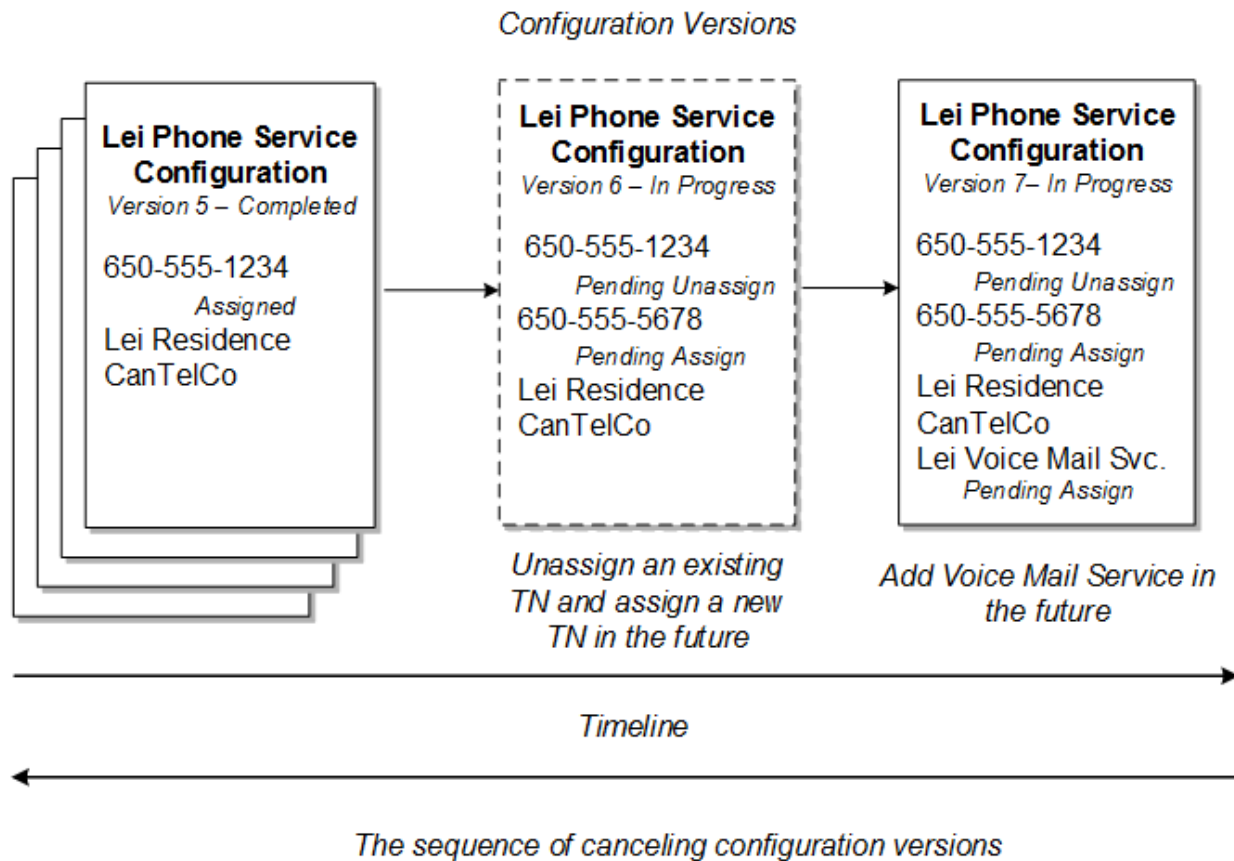 Configuration Versions
Lei Phone Service
Configuration
Version 5 – Completed
650-555-1234
Assigned
Lei Residence
CanTelCo
Lei Phone Service
Configuration
Version 6 – In Progress
650-555-1234
Pending Unassign
650-555-5678
Pending Assign
Lei Residence
CanTelCo
Lei Phone Service
Configuration
Version 7– In Progress
650-555-1234
Pending Unassign
650-555-5678
Pending Assign
Lei Residence
CanTelCo
Lei Voice Mail Svc.
Pending Assign
Unassign an existing
TN and assign a new
TN in the future
Add Voice Mail Service in
the future
Timeline
The sequence of canceling configuration versions